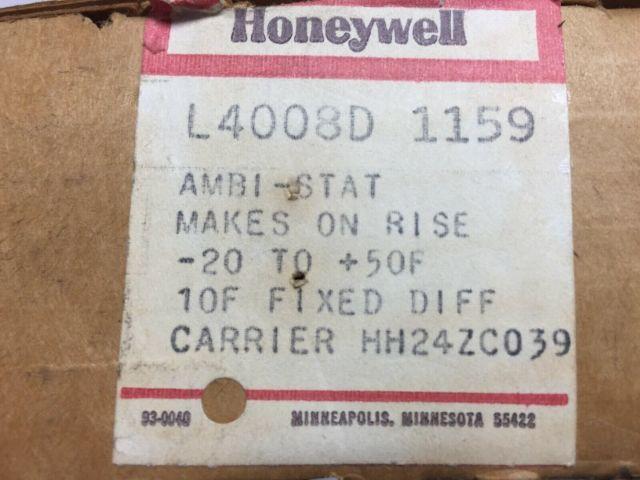 Honeywell
L4008D 1159
AMBI-STAT
MAKES ON RISE
-20 TO +50F
10F FIXED DIFF
CARRIER HH24ZC039
93-0040 MINNEAPOLIS, MINNESOTA 55422